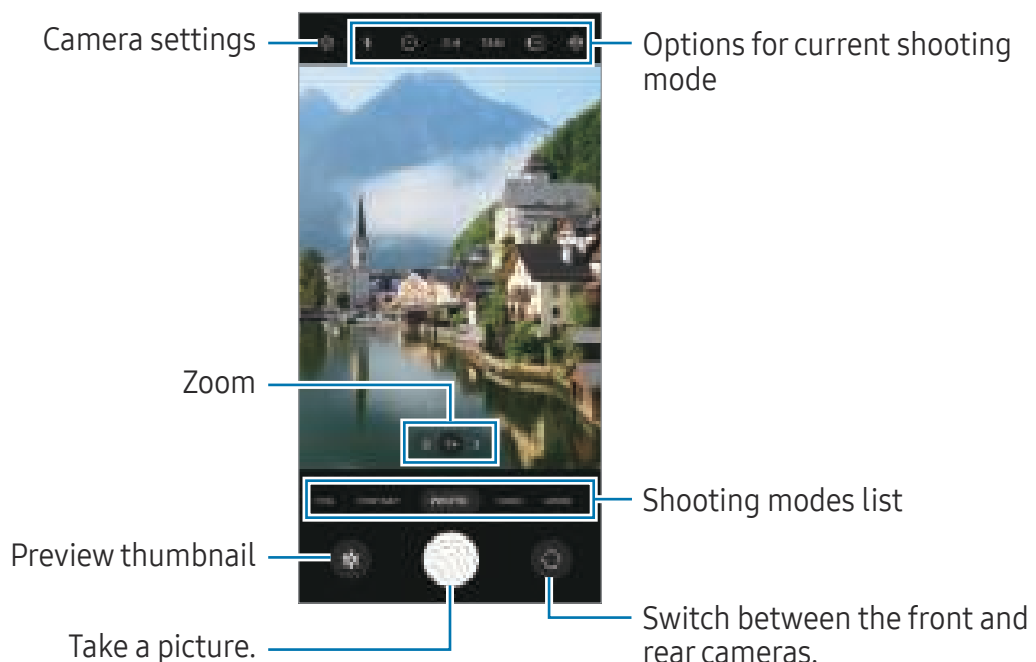 Camera settings
Options for current shooting
mode
Zoom
PHOTO
Shooting modes list
Preview thumbnail
Take a picture.
Switch between the front and
rear cameras.